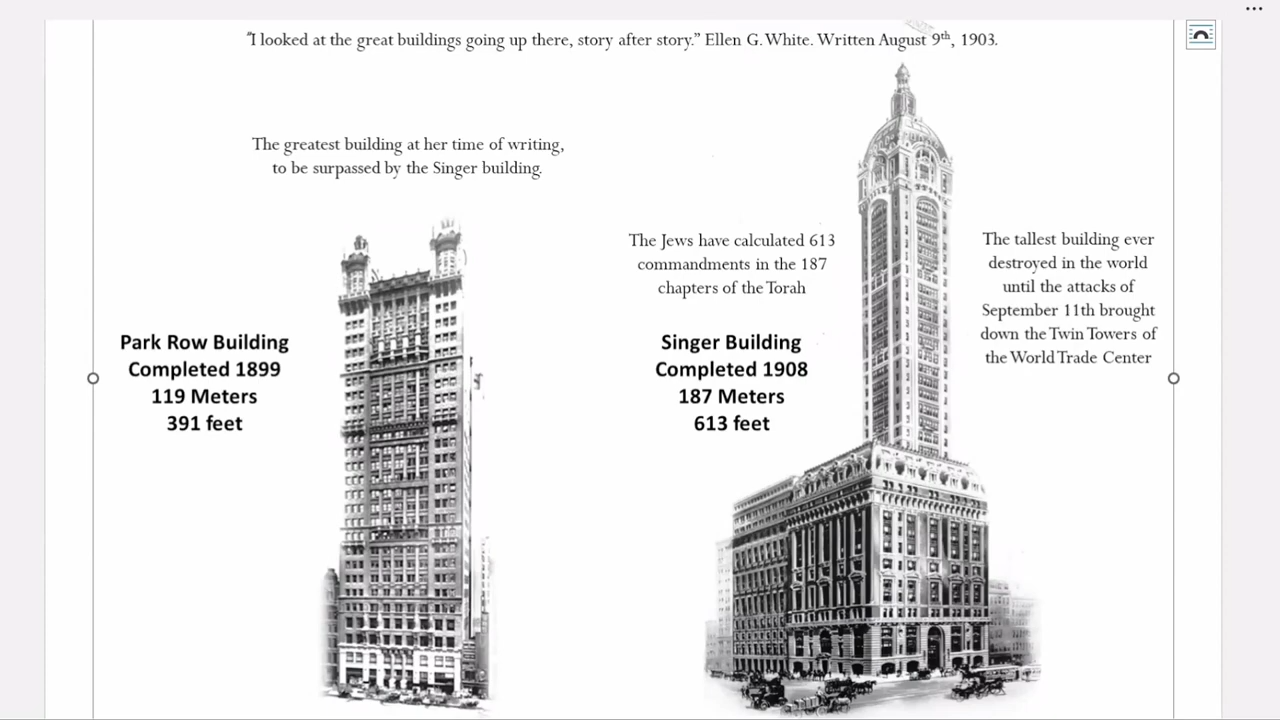 "I looked at the great buildings going up there, story after story.” Ellen G. White. Written August 9th, 1903.
The greatest building at her time of writing,
to be surpassed by the Singer building.
The Jews have calculated 613
commandments in the 187
chapters of the Torah
The tallest building ever
destroyed in the world
until the attacks of
September 11th brought
down the Twin Towers of
the World Trade Center
Park Row Building
Completed 1899
119 Meters
391 feet
Singer Building
Completed 1908
187 Meters
613 feet